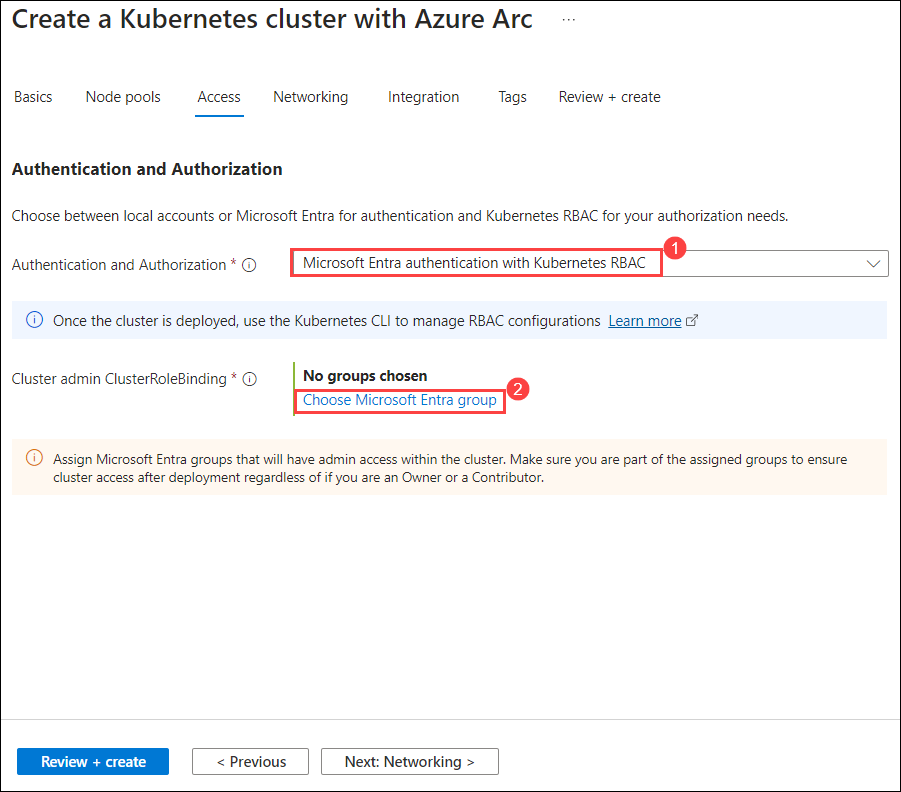 Create a Kubernetes cluster with Azure Arc ...
Basics Node pools Access Networking Integration Tags Review + create
Authentication and Authorization
Choose between local accounts or Microsoft Entra for authentication and Kubernetes RBAC for your authorization needs.
Authentication and Authorization * Microsoft Entra authentication with Kubernetes RBAC 1
Once the cluster is deployed, use the Kubernetes CLI to manage RBAC configurations Learn more
Cluster admin ClusterRoleBinding * No groups chosen
Choose Microsoft Entra group 2
Assign Microsoft Entra groups that will have admin access within the cluster. Make sure you are part of the assigned groups to ensure
cluster access after deployment regardless of if you are an Owner or a Contributor.
Review + create < Previous Next: Networking >